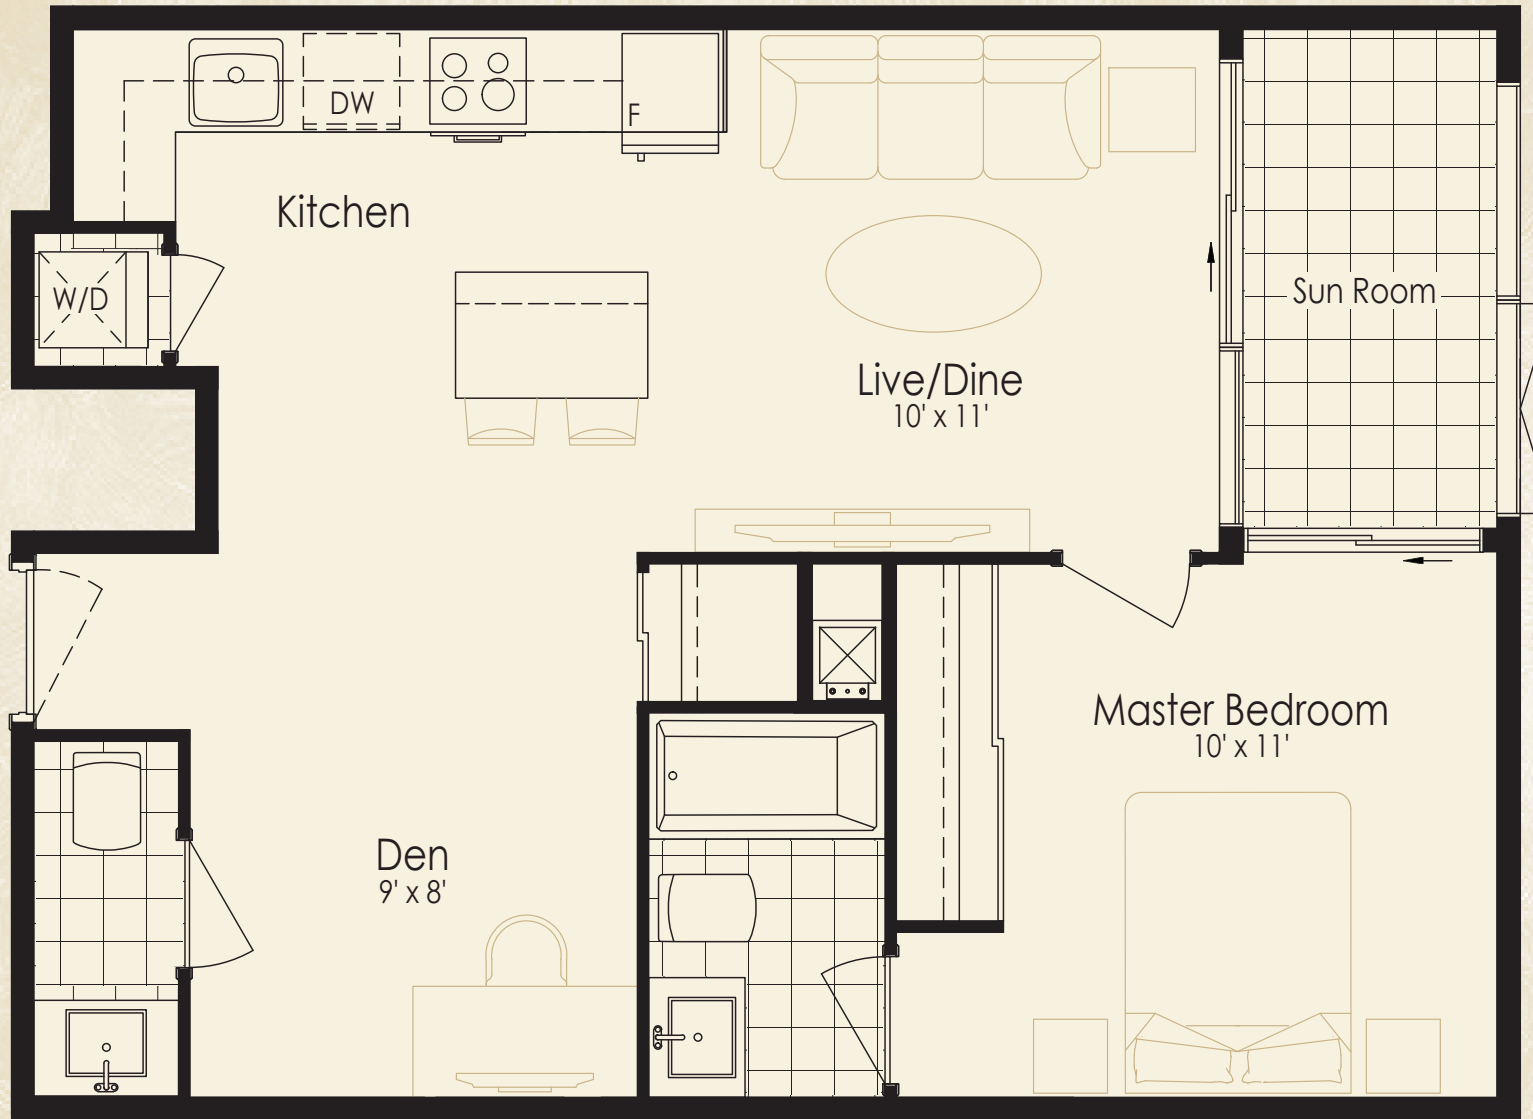 DW
F
Kitchen
W/D
Sun Room
Live/Dine
10' x 11'
Master Bedroom
10' x 11'
Den
9' x 8'